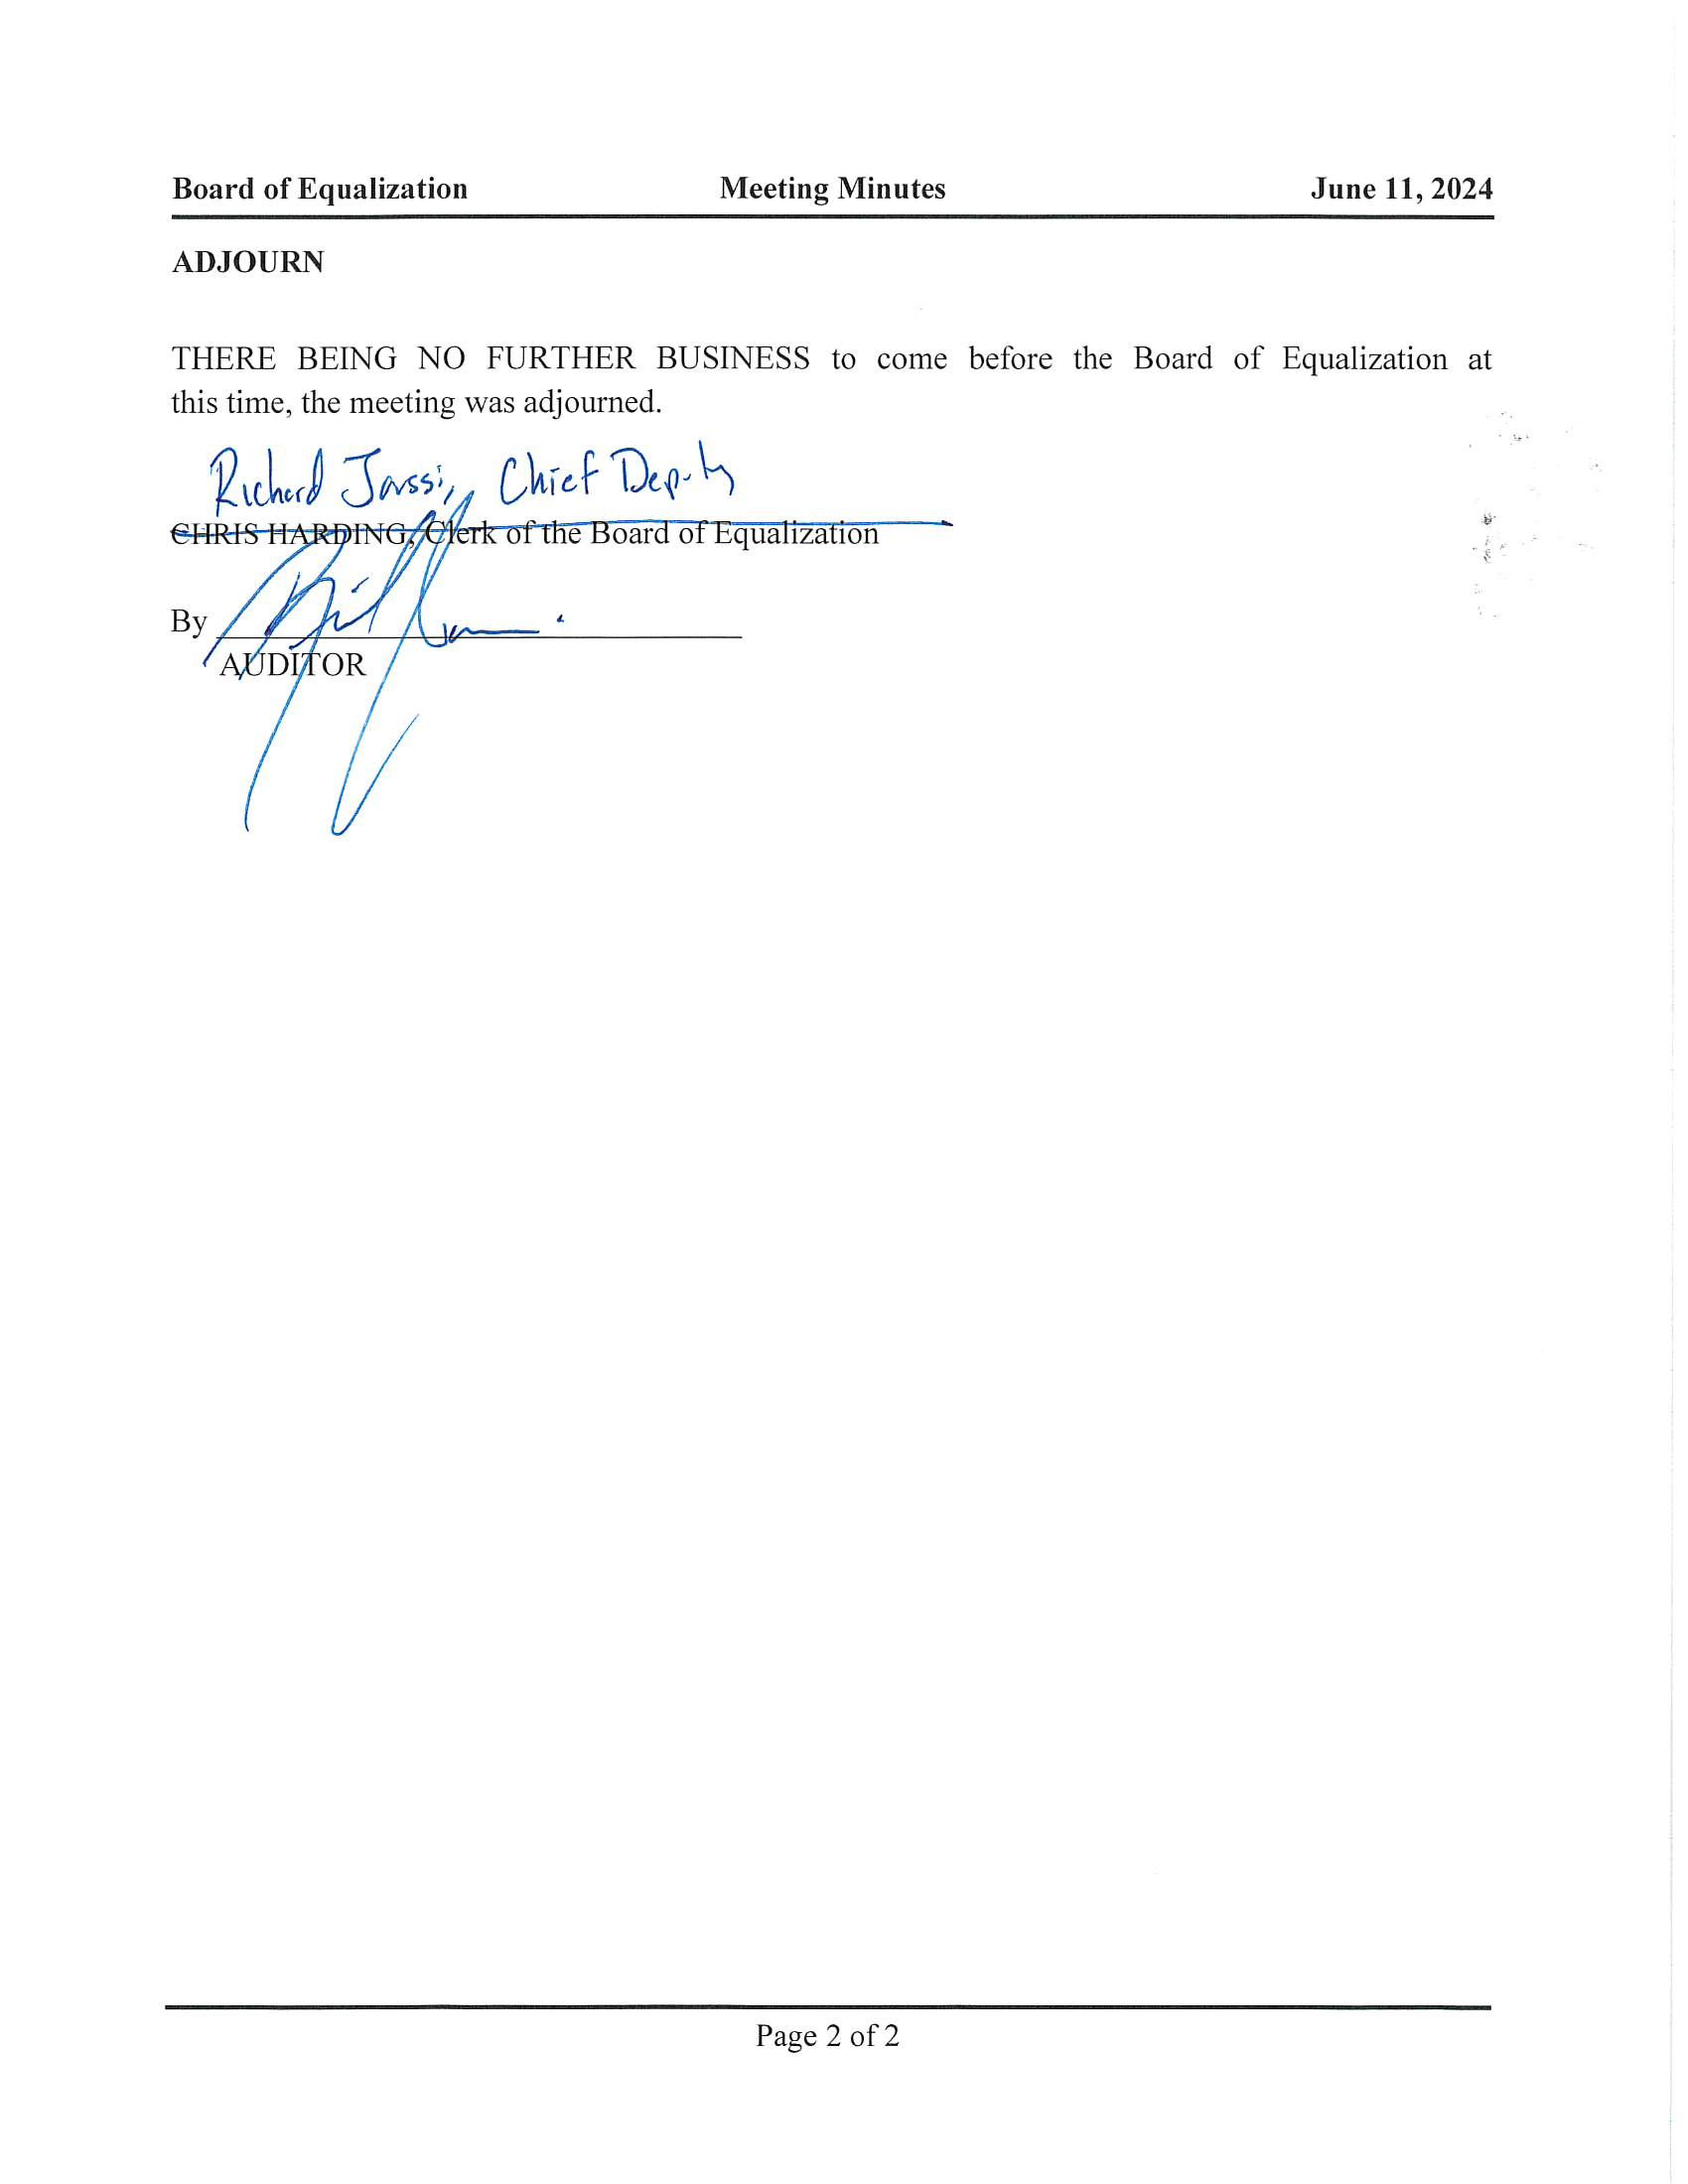 Board of Equalization Meeting Minutes June 11, 2024
ADJOURN
THERE BEING NO FURTHER BUSINESS to come before the Board of Equalization at
this time, the meeting was adjourned.
Richard Jaussi, Chief Deputy
CHRIS HARDING, Clerk of the Board of Equalization
By
AUDITOR
Page 2 of 2